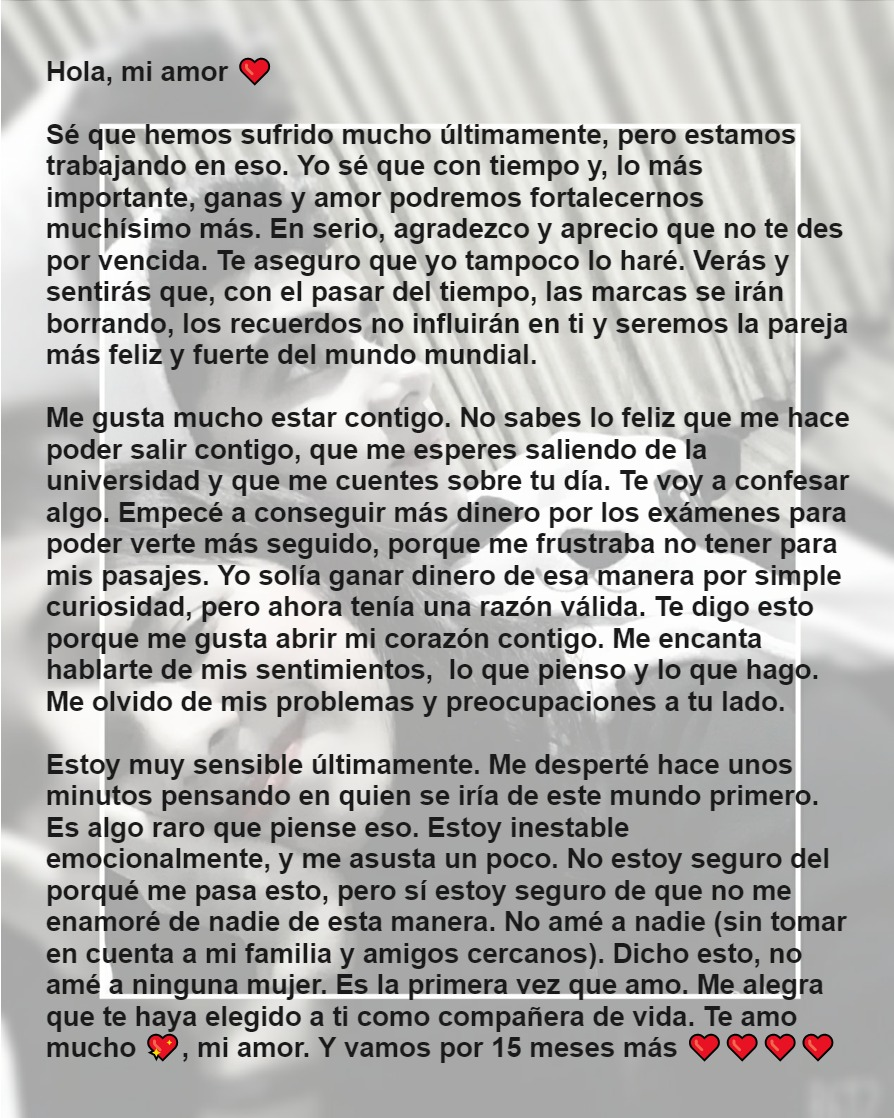 Hola, mi amor ❤️
Sé que hemos sufrido mucho últimamente, pero estamos
trabajando en eso. Yo sé que con tiempo y, lo más
importante, ganas y amor podremos fortalecernos
muchísimo más. En serio, agradezco y aprecio que no te des
por vencida. Te aseguro que yo tampoco lo haré. Verás y
sentirás que, con el pasar del tiempo, las marcas se irán
borrando, los recuerdos no influirán en ti y seremos la pareja
más feliz y fuerte del mundo mundial.
Me gusta mucho estar contigo. No sabes lo feliz que me hace
poder salir contigo, que me esperes saliendo de la
universidad y que me cuentes sobre tu día. Te voy a confesar
algo. Empecé a conseguir más dinero por los exámenes para
poder verte más seguido, porque me frustraba no tener para
mis pasajes. Yo solía ganar dinero de esa manera por simple
curiosidad, pero ahora tenía una razón válida. Te digo esto
porque me gusta abrir mi corazón contigo. Me encanta
hablarte de mis sentimientos,  lo que pienso y lo que hago.
Me olvido de mis problemas y preocupaciones a tu lado.
Estoy muy sensible últimamente. Me desperté hace unos
minutos pensando en quien se iría de este mundo primero.
Es algo raro que piense eso. Estoy inestable
emocionalmente, y me asusta un poco. No estoy seguro del
porqué me pasa esto, pero sí estoy seguro de que no me
enamoré de nadie de esta manera. No amé a nadie (sin tomar
en cuenta a mi familia y amigos cercanos). Dicho esto, no
amé a ninguna mujer. Es la primera vez que amo. Me alegra
que te haya elegido a ti como compañera de vida. Te amo
mucho 💖, mi amor. Y vamos por 15 meses más ❤️❤️❤️❤️